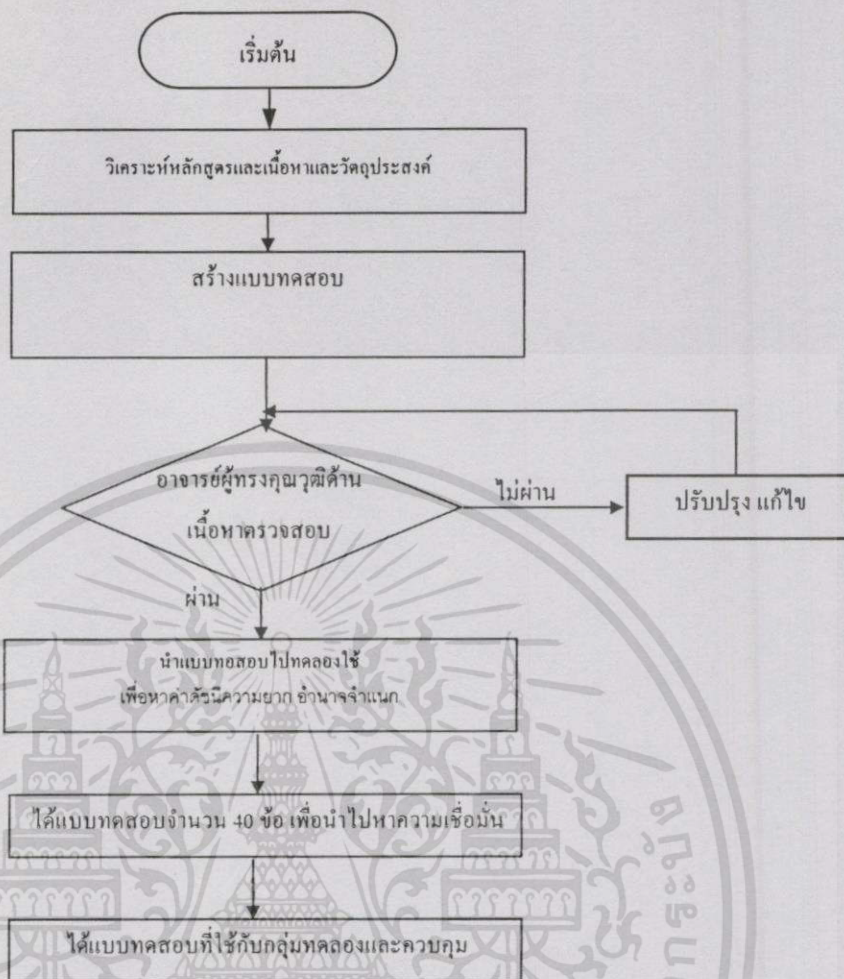 เริ่มต้น
วิเคราะห์หลักสูตรและเนื้อหาและวัตถุประสงค์
สร้างแบบทดสอบ
อาจารย์ผู้ทรงคุณวุฒิด้าน
เนื้อหาตรวจสอบ
ไม่ผ่าน
ปรับปรุง แก้ไข
ผ่าน
นำแบบทอสอบไปทดลองใช้
เพื่อหาค่าดัชนีความยาก อำนาจจำแนก
ได้แบบทดสอบจำนวน 40 ข้อ เพื่อนำไปหาความเชื่อมั่น
ได้แบบทดสอบที่ใช้กับกลุ่มทดลองและควบคุม